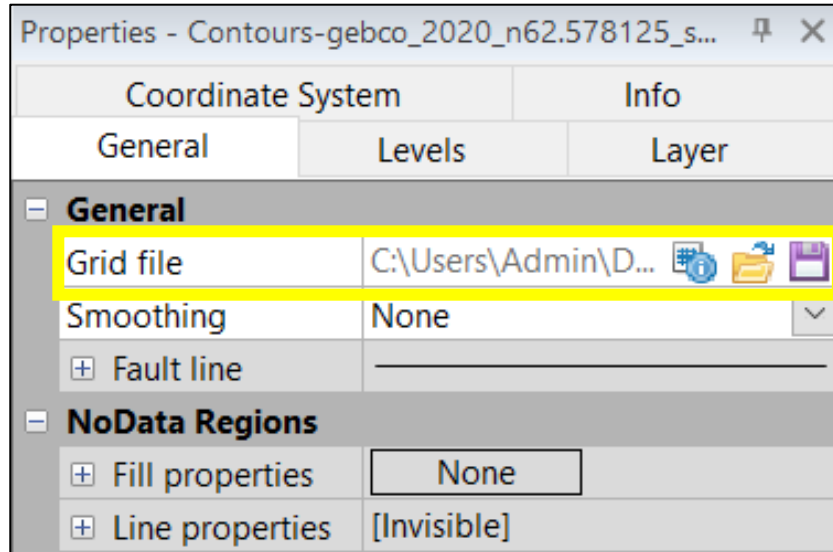 Properties - Contours-gebco_2020_n62.578125_s...
Coordinate System Info
General Levels Layer
General
Grid file C:\Users\Admin\D...
Smoothing None
Fault line
NoData Regions
Fill properties None
Line properties [Invisible]